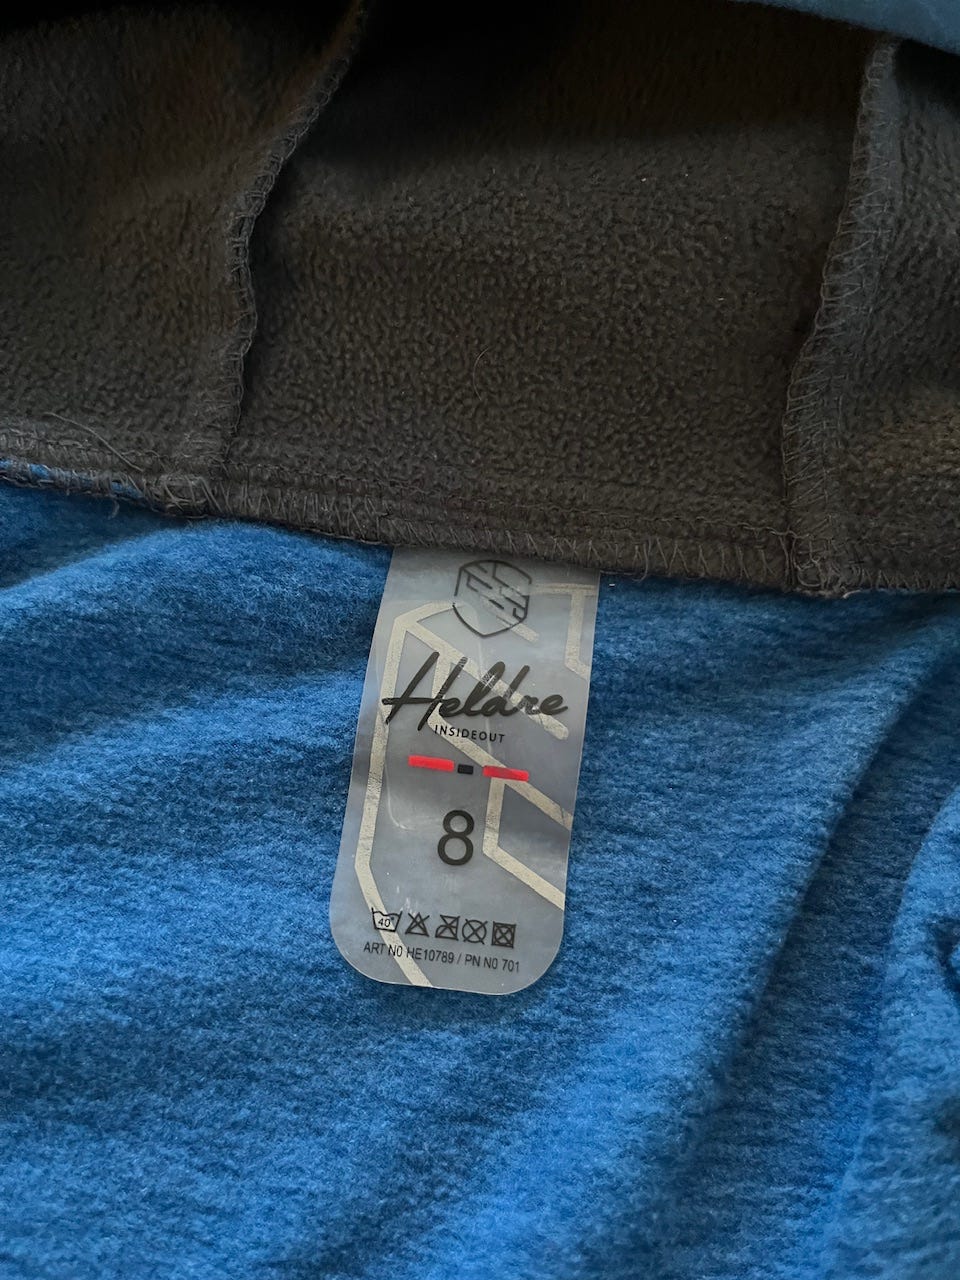 Heldre
INSIDEOUT
8
40°
ART NO HE10789 / PN NO 701